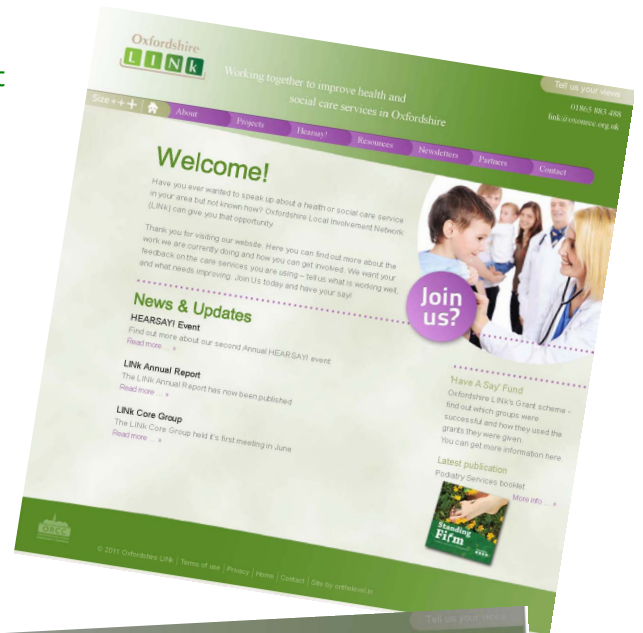 Oxfordshire
LINk
Working together to improve health and
social care services in Oxfordshire
Tell us your views
01865 883 488
Size + + +
About
Projects
Hearsay!
Resources
Newsletters
Partners
Contact
Welcome!
Have you ever wanted to speak up about a health or social care service
in your area but not known how? Oxfordshire Local Involvement Network
(LINk) can give you that opportunity.
Thank you for visiting our website. Here you can find out more about the
work we are currently doing and how you can get involved. We want your
feedback on the care services you are using – tell us what is working well,
and what needs improving. Join Us today and have your say!
Join
us?
News & Updates
HEARSAY! Event
Find out more about our second Annual HEARSAY! event
Read more ... »
LINk Annual Report
The LINk Annual Report has now been published
Read more ... »
LINk Core Group
The LINk Core Group held it's first meeting in June
Read more ... »
'Have A Say' Fund
Oxfordshire LINk's Grant scheme -
find out which groups were
successful and how they used the
grants they were given.
You can get more information here
Latest publication
Podiatry Services booklet
More info ... »
Standing
Firm
ORCC
© 2011 Oxfordshire LINk | Terms of use | Privacy | Home | Contact | Site by onthelevel.in
Tell us your views